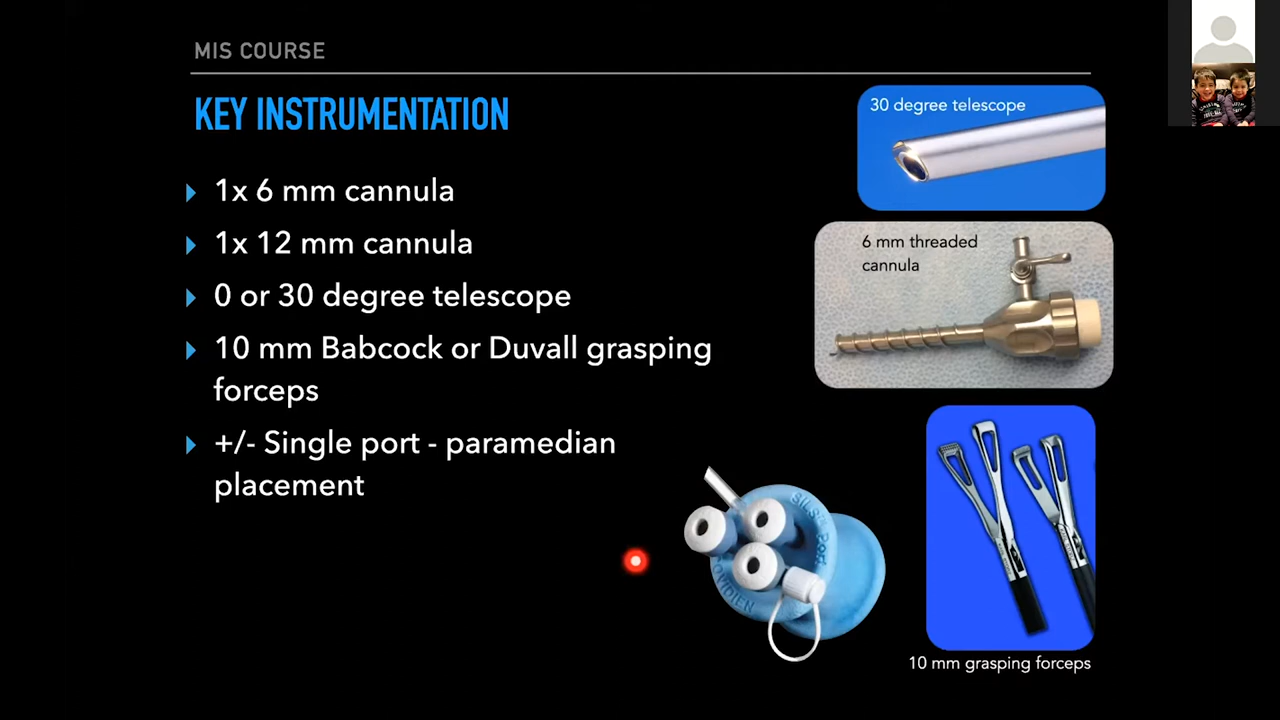 MIS COURSE
KEY INSTRUMENTATION
1x 6 mm cannula
1x 12 mm cannula
0 or 30 degree telescope
10 mm Babcock or Duvall grasping
forceps
+/- Single port - paramedian
placement
30 degree telescope
6 mm threaded
cannula
SILS
COVIDIEN
10 mm grasping forceps